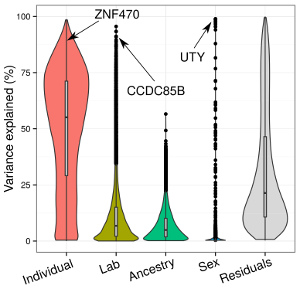 ZNF470
CCDC85B
UTY
Variance explained (%)
100
75
50
25
0
Individual
Lab
Ancestry
Sex
Residuals